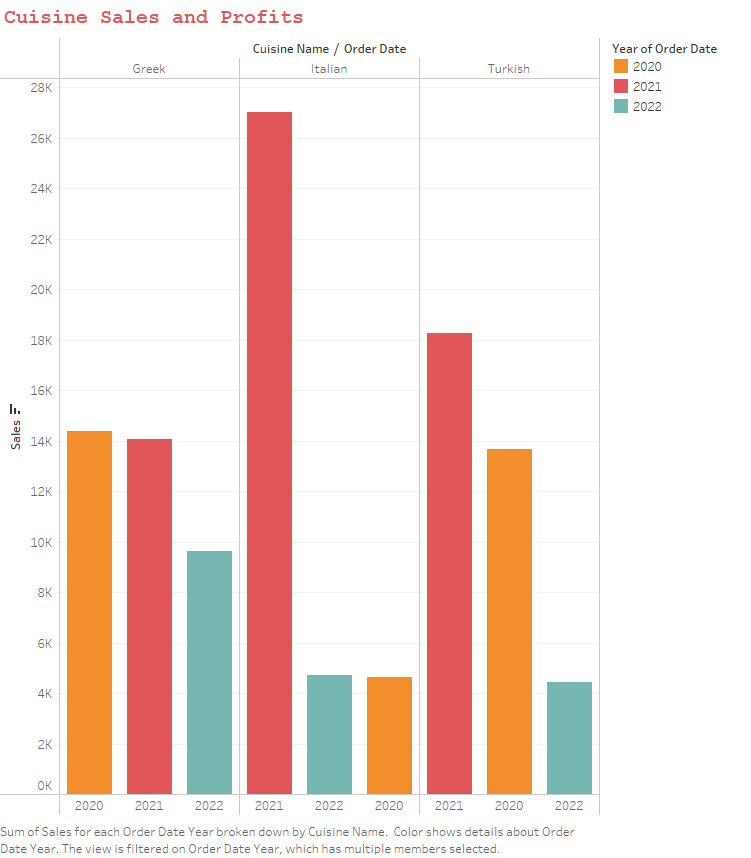 Cuisine Sales and Profits
Cuisine Name / Order Date
Greek Italian Turkish
Year of Order Date
2020
2021
2022
Sales
28K
26K
24K
22K
20K
18K
16K
14K
12K
10K
8K
6K
4K
2K
0K
2020 2021 2022 2021 2022 2020 2021 2020 2022
Sum of Sales for each Order Date Year broken down by Cuisine Name. Color shows details about Order
Date Year. The view is filtered on Order Date Year, which has multiple members selected.